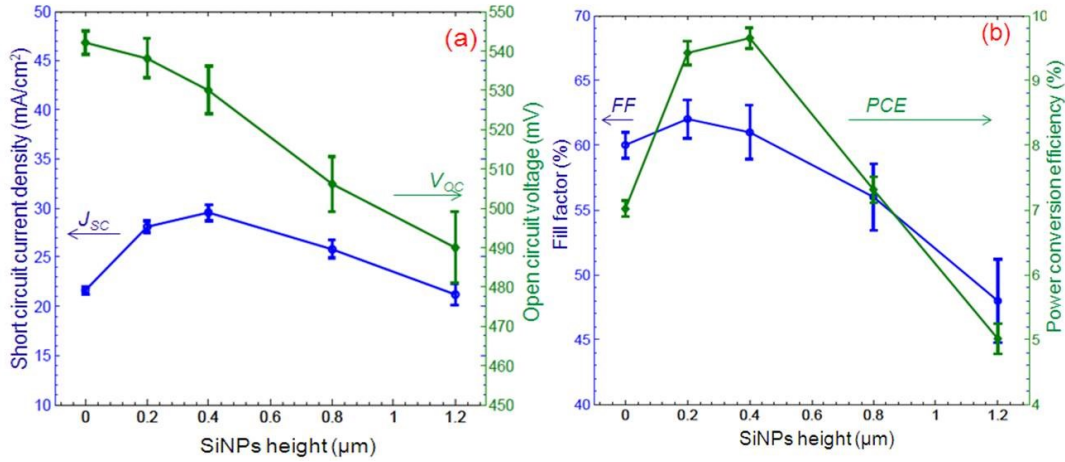 (a)
Short circuit current density (mA/cm²)
50
45
40
35
30
25
20
15
10
J_SC
V_OC
550
540
530
520
510
500
490
480
470
460
450
Open circuit voltage (mV)
0 0.2 0.4 0.8 1 1.2
SiNPs height (μm)
(b)
Fill factor (%)
70
65
60
55
50
45
40
FF
PCE
10
9
8
7
6
5
4
Power conversion efficiency (%)
0 0.2 0.4 0.8 1 1.2
SiNPs height (μm)